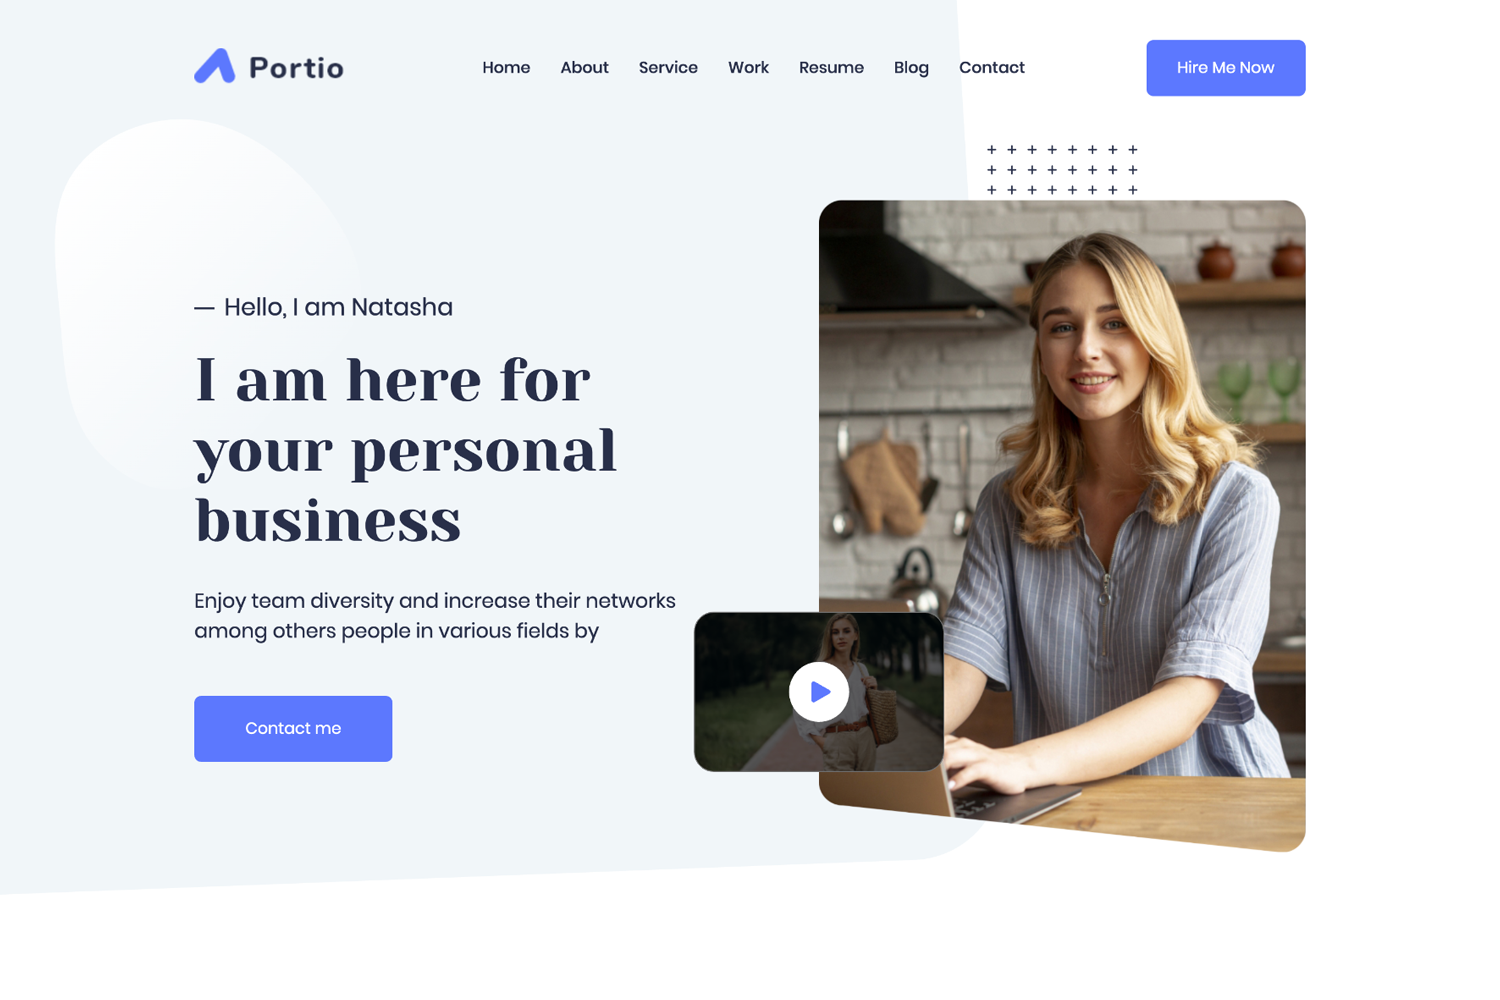 Portio
Home About Service Work Resume Blog Contact
Hire Me Now
— Hello, I am Natasha
I am here for
your personal
business
Enjoy team diversity and increase their networks
among others people in various fields by
Contact me